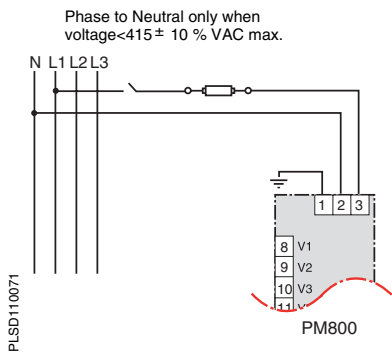 Phase to Neutral only when
voltage<415 ± 10 % VAC max.
N L1 L2 L3
1 2 3
8 V1
9 V2
10 V3
11
PM800
PLSD110071